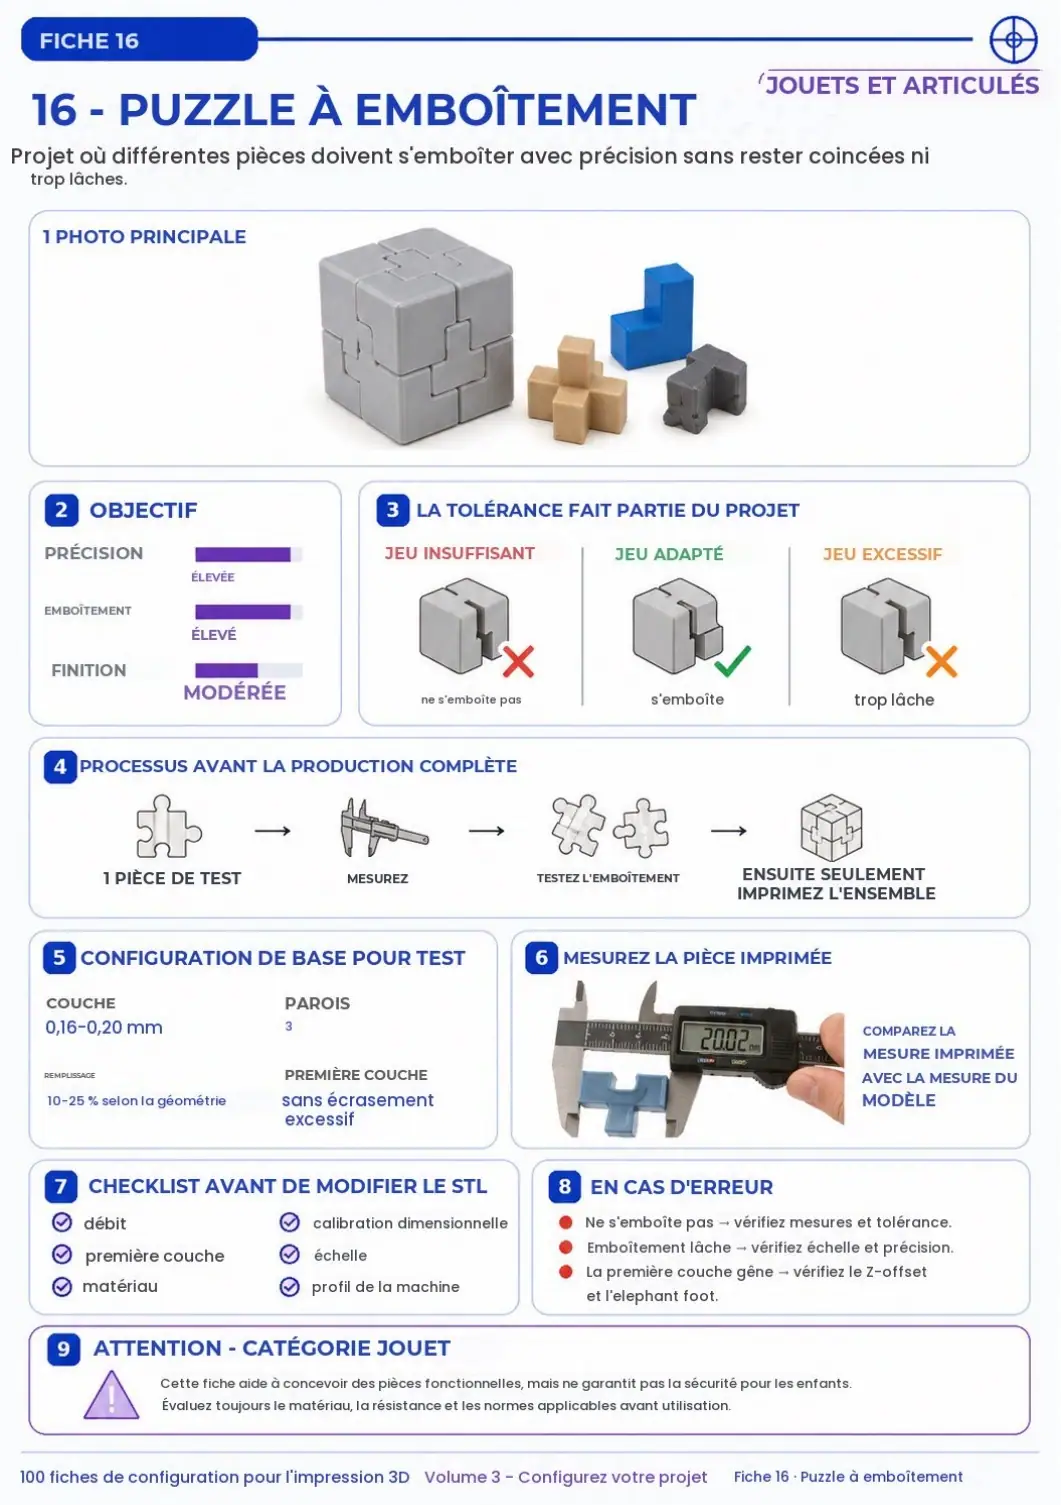 FICHE 16
JOUETS ET ARTICULÉS
16 - PUZZLE À EMBOÎTEMENT
Projet où différentes pièces doivent s'emboîter avec précision sans rester coincées ni
trop lâches.
1 PHOTO PRINCIPALE
2 OBJECTIF
PRÉCISION
ÉLEVÉE
EMBOÎTEMENT
ÉLEVÉ
FINITION
MODÉRÉE
3 LA TOLÉRANCE FAIT PARTIE DU PROJET
JEU INSUFFISANT
ne s'emboîte pas
JEU ADAPTÉ
s'emboîte
JEU EXCESSIF
trop lâche
4 PROCESSUS AVANT LA PRODUCTION COMPLÈTE
1 PIÈCE DE TEST
MESUREZ
TESTEZ L'EMBOÎTEMENT
ENSUITE SEULEMENT
IMPRIMEZ L'ENSEMBLE
5 CONFIGURATION DE BASE POUR TEST
COUCHE
0,16-0,20 mm
PAROIS
3
REMPLISSAGE
10-25 % selon la géométrie
PREMIÈRE COUCHE
sans écrasement
excessif
6 MESUREZ LA PIÈCE IMPRIMÉE
20.02
COMPAREZ LA
MESURE IMPRIMÉE
AVEC LA MESURE DU
MODÈLE
7 CHECKLIST AVANT DE MODIFIER LE STL
débit
première couche
matériau
calibration dimensionnelle
échelle
profil de la machine
8 EN CAS D'ERREUR
Ne s'emboîte pas → vérifiez mesures et tolérance.
Emboîtement lâche → vérifiez échelle et précision.
La première couche gêne → vérifiez le Z-offset
et l'elephant foot.
9 ATTENTION - CATÉGORIE JOUET
Cette fiche aide à concevoir des pièces fonctionnelles, mais ne garantit pas la sécurité pour les enfants.
Évaluez toujours le matériau, la résistance et les normes applicables avant utilisation.
100 fiches de configuration pour l'impression 3D Volume 3 - Configurez votre projet Fiche 16 · Puzzle à emboîtement